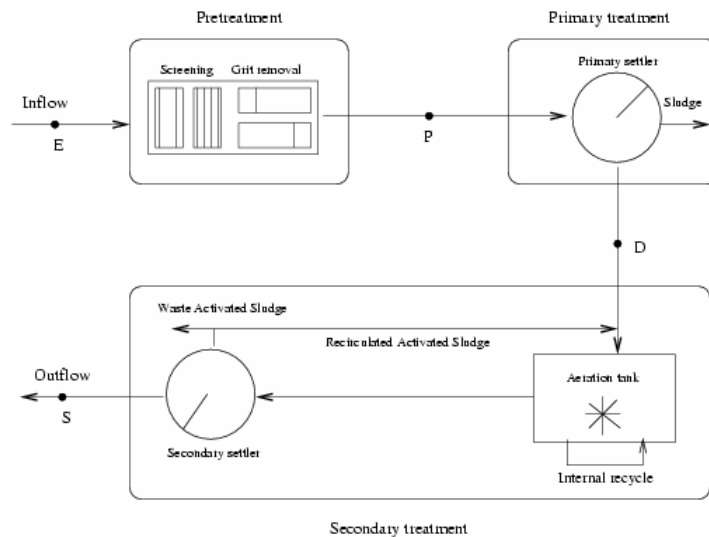 Pretreatment
Primary treatment
Screening
Grit removal
Primary settler
Inflow
Sludge
E
P
D
Waste Activated Sludge
Recirculated Activated Sludge
Outflow
Aeration tank
S
Secondary settler
Internal recycle
Secondary treatment